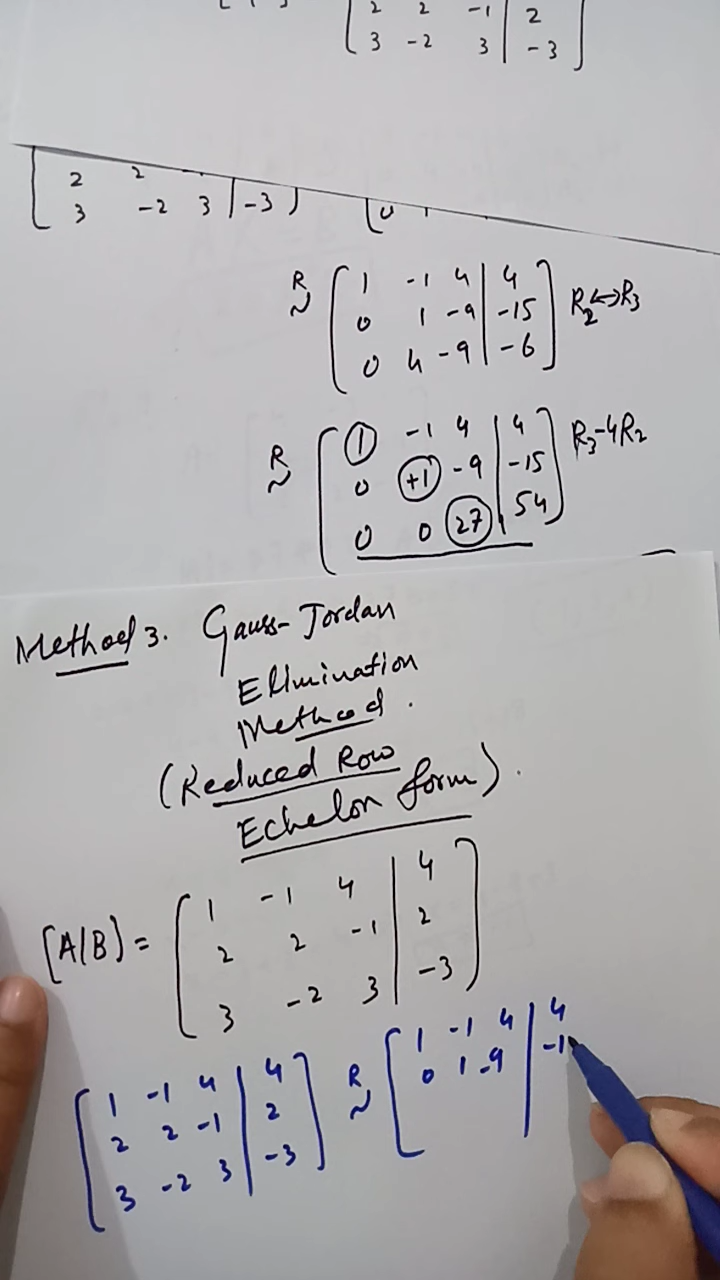 2 2 -1 | 2
3 -2 3 | -3
2 2
3 -2 3 | -3 0 1
R ~ 1 -1 4 | 4
0 1 -9 | -15 R2↔R3
0 4 -9 | -6
R ~ 1 -1 4 | 4 R3-4R2
0 +1 -9 | -15
0 0 27 | 54
Method 3. Gauss-Jordan
Elimination
Method.
(Reduced Row
Echelon form).
1 -1 4 | 4
[A|B] = 2 2 -1 | 2
3 -2 3 | -3
1 -1 4 | 4 R ~ 1 -1 4 | 4
2 2 -1 | 2 0 1 -9 | -1
3 -2 3 | -3